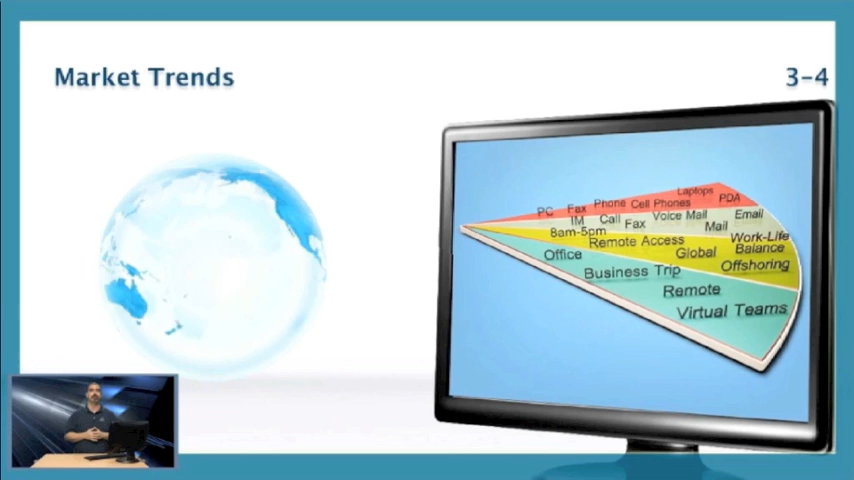 Market Trends
3-4
PC Fax Phone Cell Phones Laptops PDA
IM Call Fax Voice Mail Mail Email
8am-5pm Remote Access Global Work-Life Balance Offshoring
Office Business Trip Remote Virtual Teams